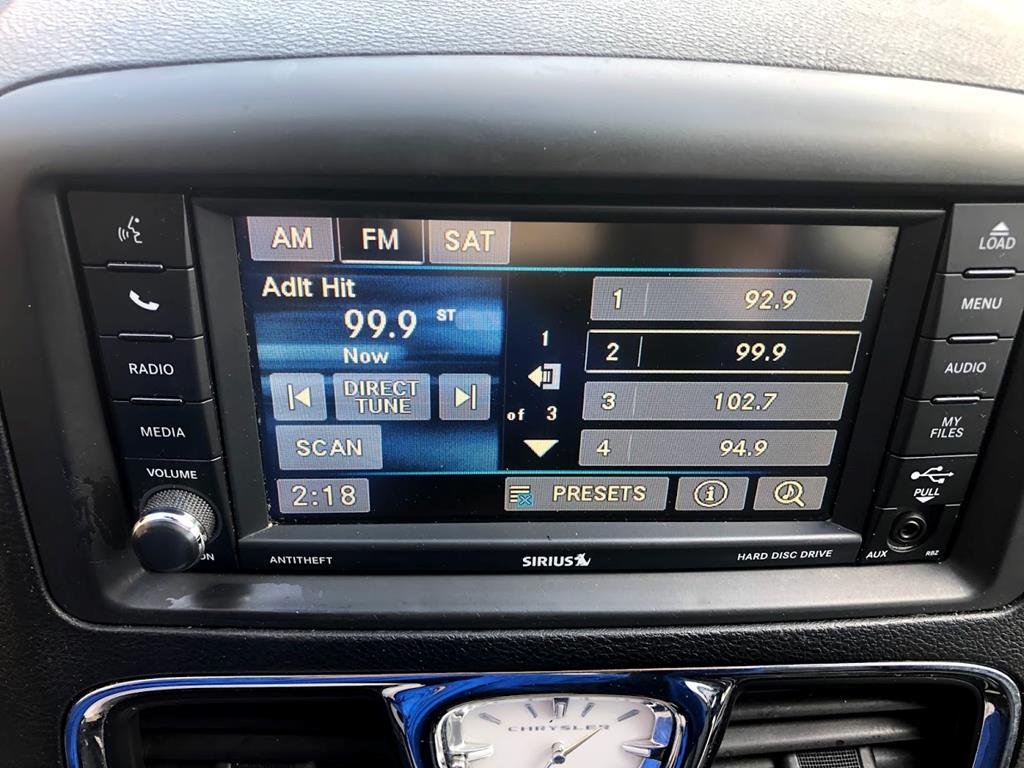 AM FM SAT
Adlt Hit
99.9 ST
Now
DIRECT
TUNE
SCAN
2:18
1
of 3
1 92.9
2 99.9
3 102.7
4 94.9
PRESETS
i
RADIO
MEDIA
VOLUME
ON
LOAD
MENU
AUDIO
MY
FILES
PULL
AUX RBZ
ANTITHEFT
SIRIUS
HARD DISC DRIVE
CHRYSLER